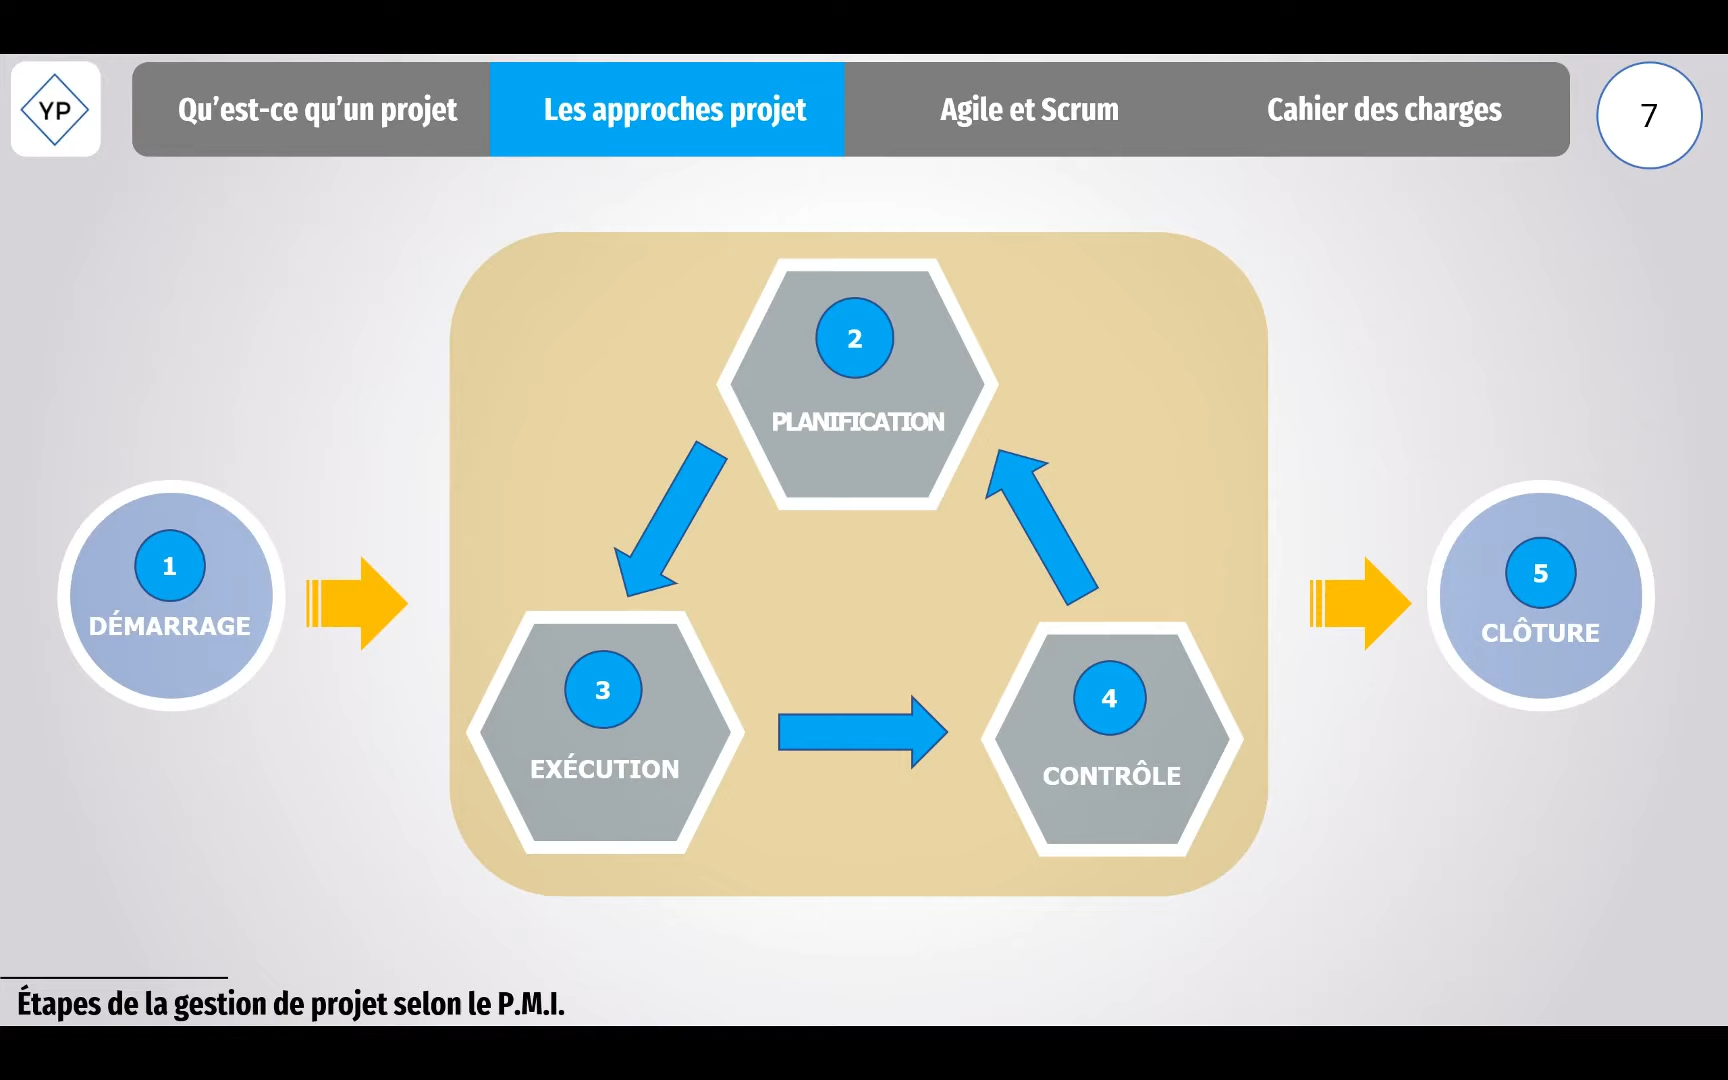 YP
Qu’est-ce qu’un projet
Les approches projet
Agile et Scrum
Cahier des charges
7
2
PLANIFICATION
1
DÉMARRAGE
5
CLÔTURE
3
EXÉCUTION
4
CONTRÔLE
Étapes de la gestion de projet selon le P.M.I.